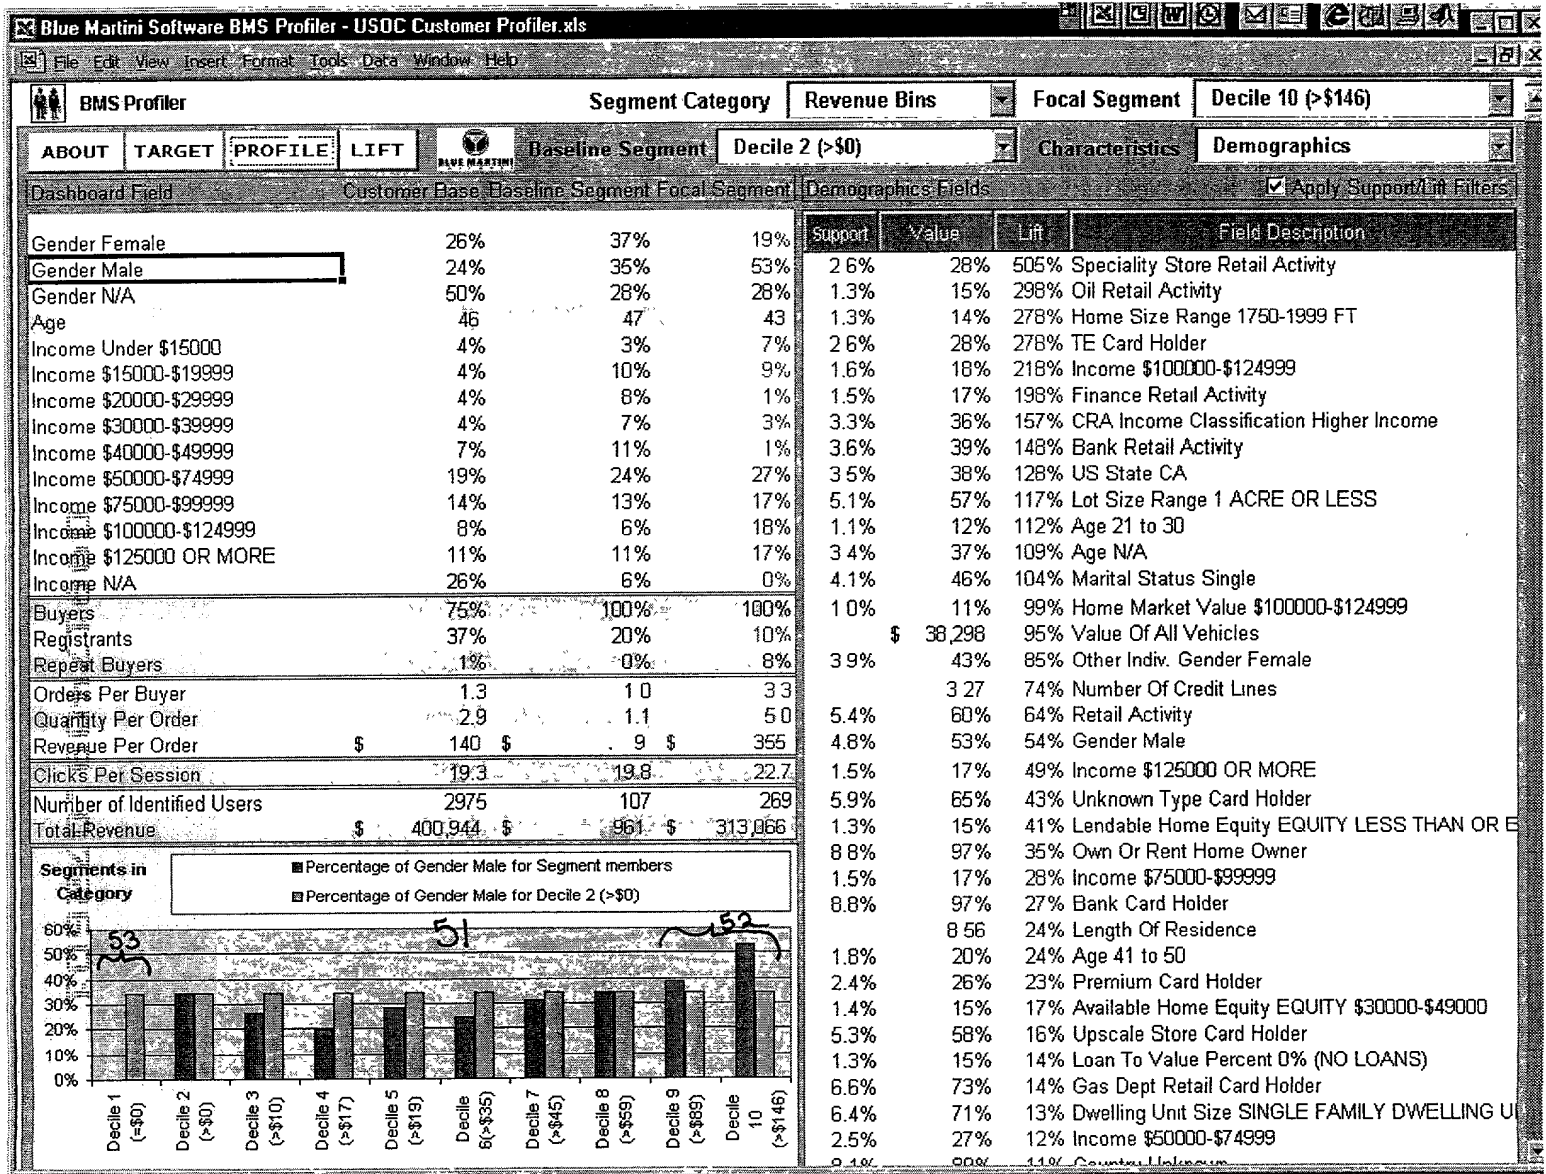 Blue Martini Software BMS Profiler - USOC Customer Profiler.xls
File Edit View Insert Format Tools Data Window Help
BMS Profiler Segment Category Revenue Bins Focal Segment Decile 10 (>$146)
ABOUT TARGET PROFILE LIFT BLUE MARTINI Baseline Segment Decile 2 (>$0) Characteristics Demographics
Dashboard Field Customer Base Baseline Segment Focal Segment Demographics Fields Apply Support/Lift Filters
Gender Female 26% 37% 19%
Gender Male 24% 35% 53%
Gender N/A 50% 28% 28%
Age 46 47 43
Income Under $15000 4% 3% 7%
Income $15000-$19999 4% 10% 9%
Income $20000-$29999 4% 8% 1%
Income $30000-$39999 4% 7% 3%
Income $40000-$49999 7% 11% 1%
Income $50000-$74999 19% 24% 27%
Income $75000-$99999 14% 13% 17%
Income $100000-$124999 8% 6% 18%
Income $125000 OR MORE 11% 11% 17%
Income N/A 26% 6% 0%
Buyers 75% 100% 100%
Registrants 37% 20% 10%
Repeat Buyers 1% 0% 8%
Orders Per Buyer 1.3 1 0 3 3
Quantity Per Order 2.9 1.1 5 0
Revenue Per Order $ 140 $ 9 $ 355
Clicks Per Session 19.3 19.8 22.7
Number of Identified Users 2975 107 269
Total Revenue $ 400,944 $ 961 $ 313,066
Support Value Lift Field Description
2 6% 28% 505% Speciality Store Retail Activity
1.3% 15% 298% Oil Retail Activity
1.3% 14% 278% Home Size Range 1750-1999 FT
2 6% 28% 278% TE Card Holder
1.6% 18% 218% Income $100000-$124999
1.5% 17% 198% Finance Retail Activity
3.3% 36% 157% CRA Income Classification Higher Income
3.6% 39% 148% Bank Retail Activity
3 5% 38% 128% US State CA
5.1% 57% 117% Lot Size Range 1 ACRE OR LESS
1.1% 12% 112% Age 21 to 30
3 4% 37% 109% Age N/A
4.1% 46% 104% Marital Status Single
1 0% 11% 99% Home Market Value $100000-$124999
$ 38,298 95% Value Of All Vehicles
3 9% 43% 85% Other Indiv. Gender Female
3 27 74% Number Of Credit Lines
5.4% 60% 64% Retail Activity
4.8% 53% 54% Gender Male
1.5% 17% 49% Income $125000 OR MORE
5.9% 65% 43% Unknown Type Card Holder
1.3% 15% 41% Lendable Home Equity EQUITY LESS THAN OR E
8 8% 97% 35% Own Or Rent Home Owner
1.5% 17% 28% Income $75000-$99999
8.8% 97% 27% Bank Card Holder
8 56 24% Length Of Residence
1.8% 20% 24% Age 41 to 50
2.4% 26% 23% Premium Card Holder
1.4% 15% 17% Available Home Equity EQUITY $30000-$49000
5.3% 58% 16% Upscale Store Card Holder
1.3% 15% 14% Loan To Value Percent 0% (NO LOANS)
6.6% 73% 14% Gas Dept Retail Card Holder
6.4% 71% 13% Dwelling Unit Size SINGLE FAMILY DWELLING U
2.5% 27% 12% Income $50000-$74999
Segments in Category
Percentage of Gender Male for Segment members
Percentage of Gender Male for Decile 2 (>$0)
53 51 52
60%
50%
40%
30%
20%
10%
0%
Decile 1 (=$0)
Decile 2 (>$0)
Decile 3 (>$10)
Decile 4 (>$17)
Decile 5 (>$19)
Decile 6(>$35)
Decile 7 (>$45)
Decile 8 (>$59)
Decile 9 (>$89)
Decile 10 (>$146)